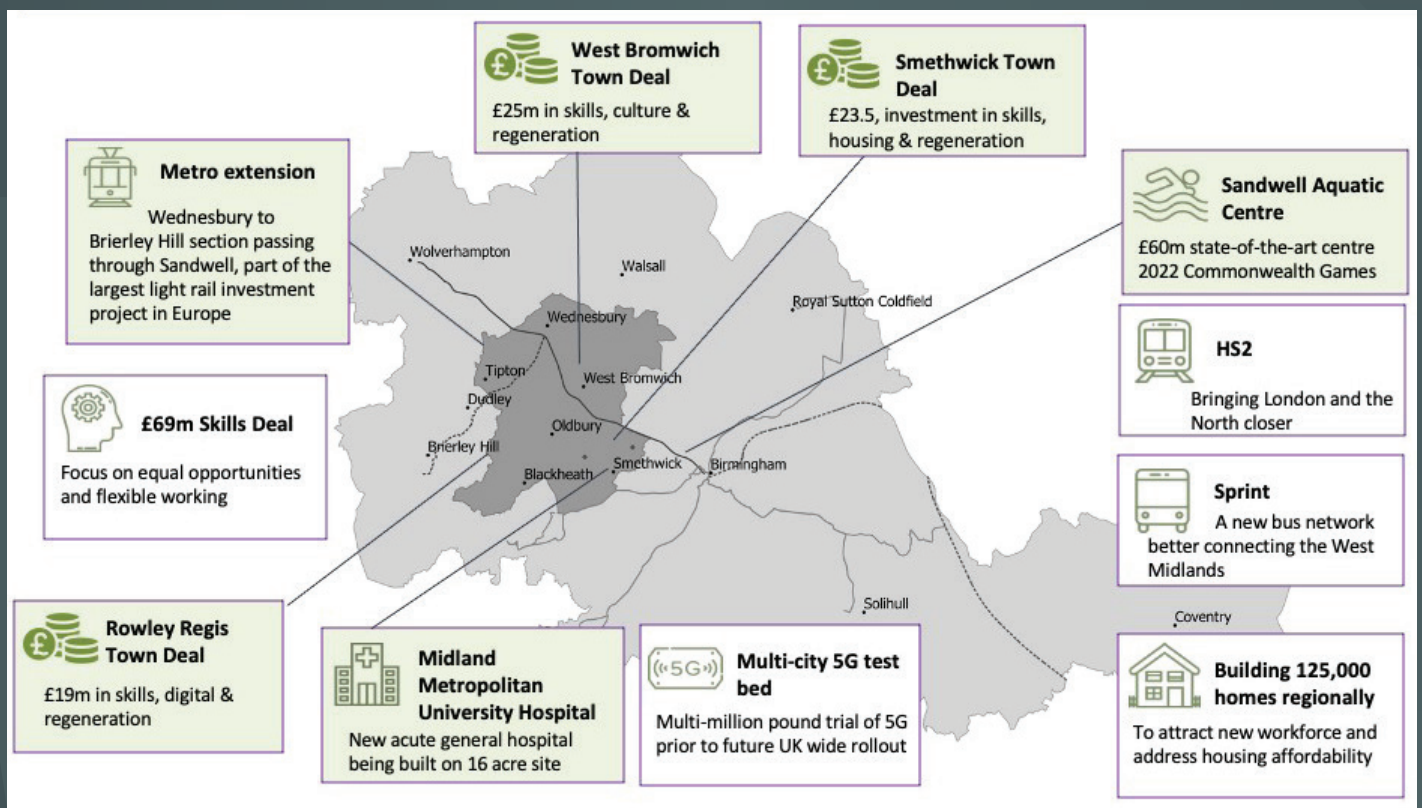 West Bromwich
Town Deal
£25m in skills, culture &
regeneration
Smethwick Town
Deal
£23.5, investment in skills,
housing & regeneration
Metro extension
Wednesbury to
Brierley Hill section passing
through Sandwell, part of the
largest light rail investment
project in Europe
Sandwell Aquatic
Centre
£60m state-of-the-art centre
2022 Commonwealth Games
Wolverhampton
Walsall
Royal Sutton Coldfield
Wednesbury
HS2
Bringing London and the
North closer
Tipton
West Bromwich
Dudley
£69m Skills Deal
Focus on equal opportunities
and flexible working
Oldbury
Brierley Hill
Blackheath
Smethwick
Birmingham
Sprint
A new bus network
better connecting the West
Midlands
Solihull
Coventry
Rowley Regis
Town Deal
£19m in skills, digital &
regeneration
Midland
Metropolitan
University Hospital
New acute general hospital
being built on 16 acre site
5G
Multi-city 5G test
bed
Multi-million pound trial of 5G
prior to future UK wide rollout
Building 125,000
homes regionally
To attract new workforce and
address housing affordability